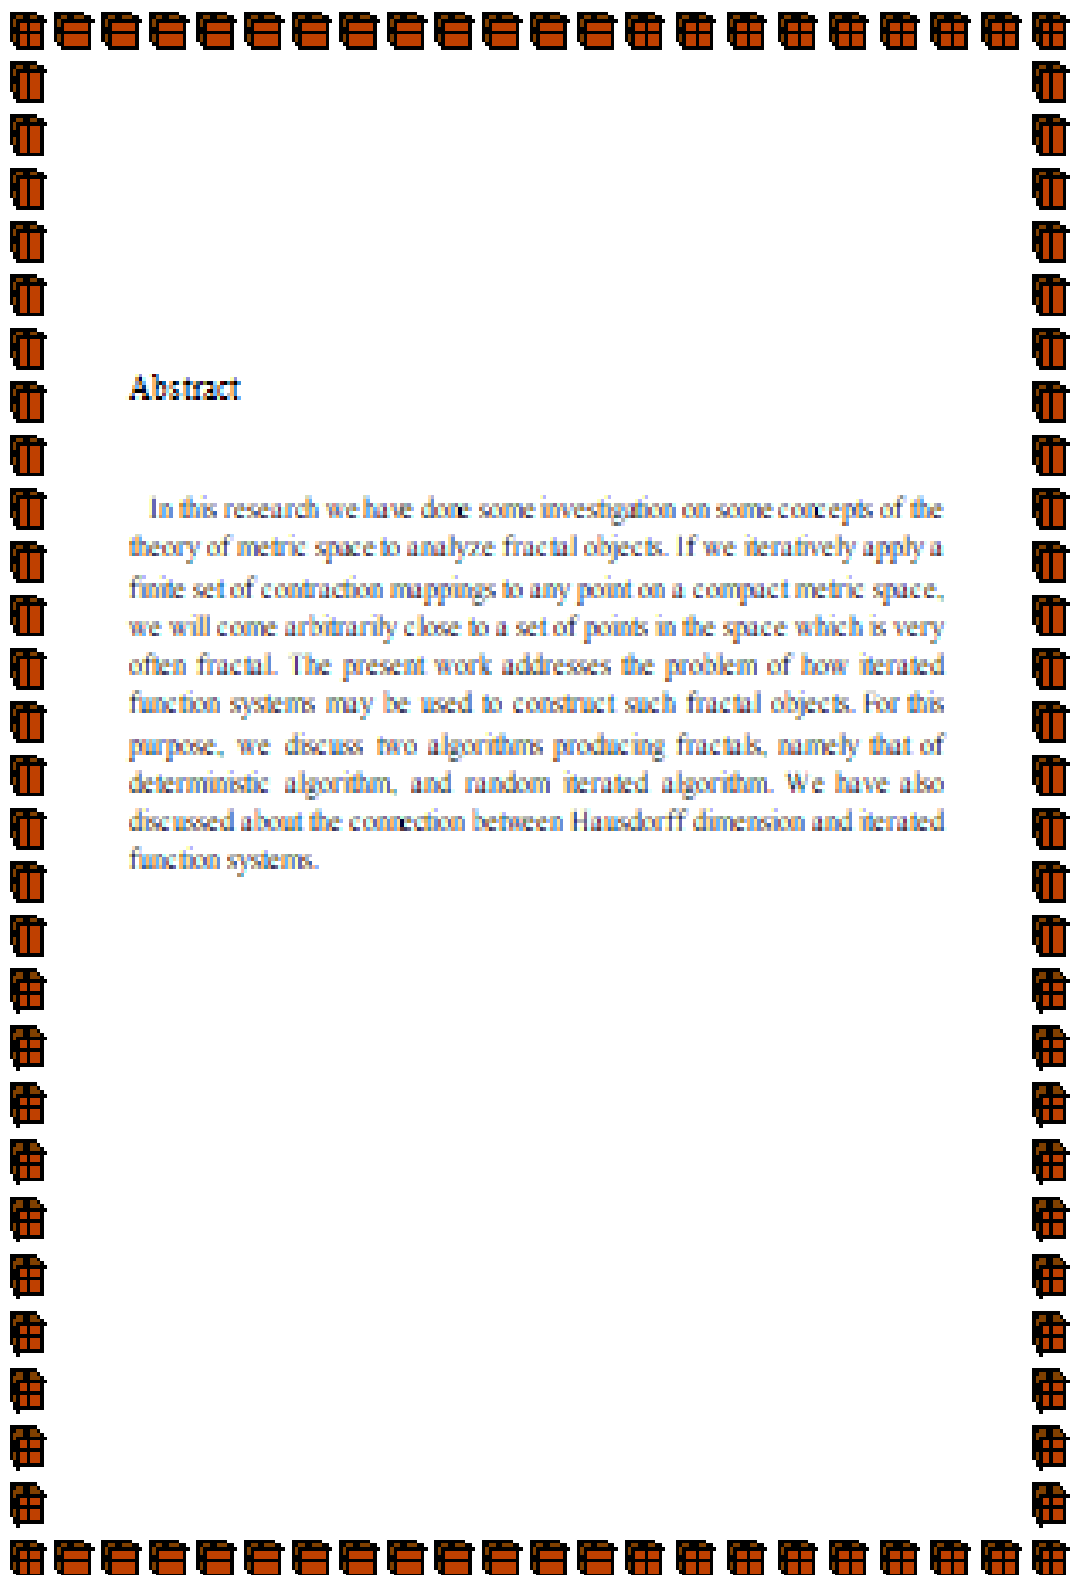 Abstract
In this research we have done some investigation on some concepts of the
theory of metric space to analyze fractal objects. If we iteratively apply a
finite set of contraction mappings to any point on a compact metric space,
we will come arbitrarily close to a set of points in the space which is very
often fractal. The present work addresses the problem of how iterated
function systems may be used to construct such fractal objects. For this
purpose, we discuss two algorithms producing fractals, namely that of
deterministic algorithm, and random iterated algorithm. We have also
discussed about the connection between Hausdorff dimension and iterated
function systems.